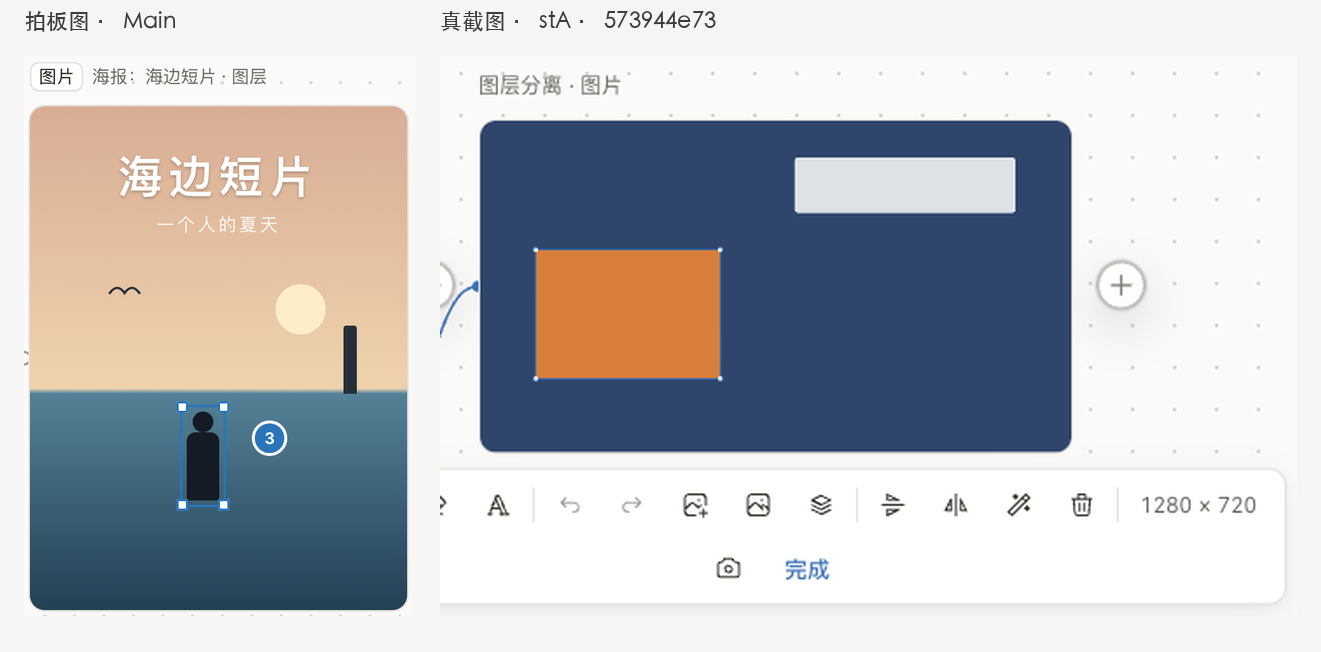 拍板图 · Main
图片 海报：海边短片 · 图层
海边短片
一个人的夏天
3
真截图 · stA · 573944e73
图层分离 · 图片
1280 × 720
完成